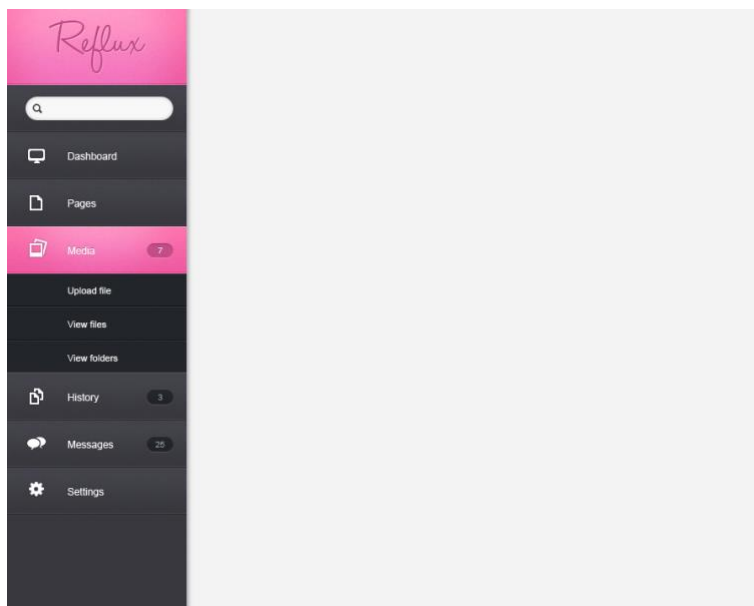 Reflux
Dashboard
Pages
Media 7
Upload file
View files
View folders
History 3
Messages 25
Settings